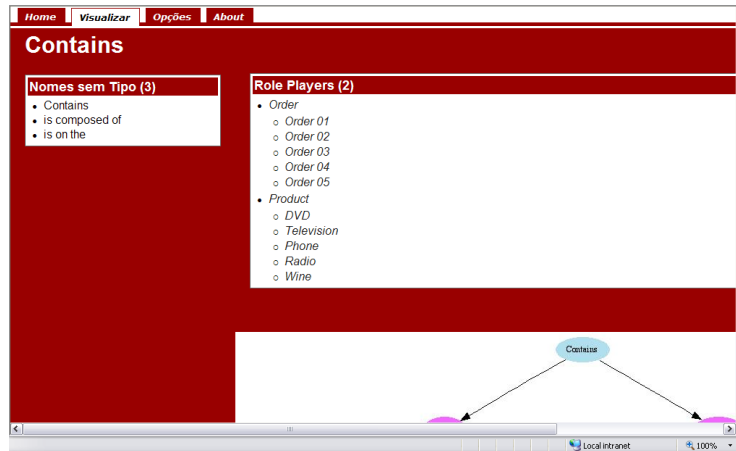 Home Visualizar Opções About
Contains
Nomes sem Tipo (3)
Contains
is composed of
is on the
Role Players (2)
Order
Order 01
Order 02
Order 03
Order 04
Order 05
Product
DVD
Television
Phone
Radio
Wine
Contains
Local intranet 100%